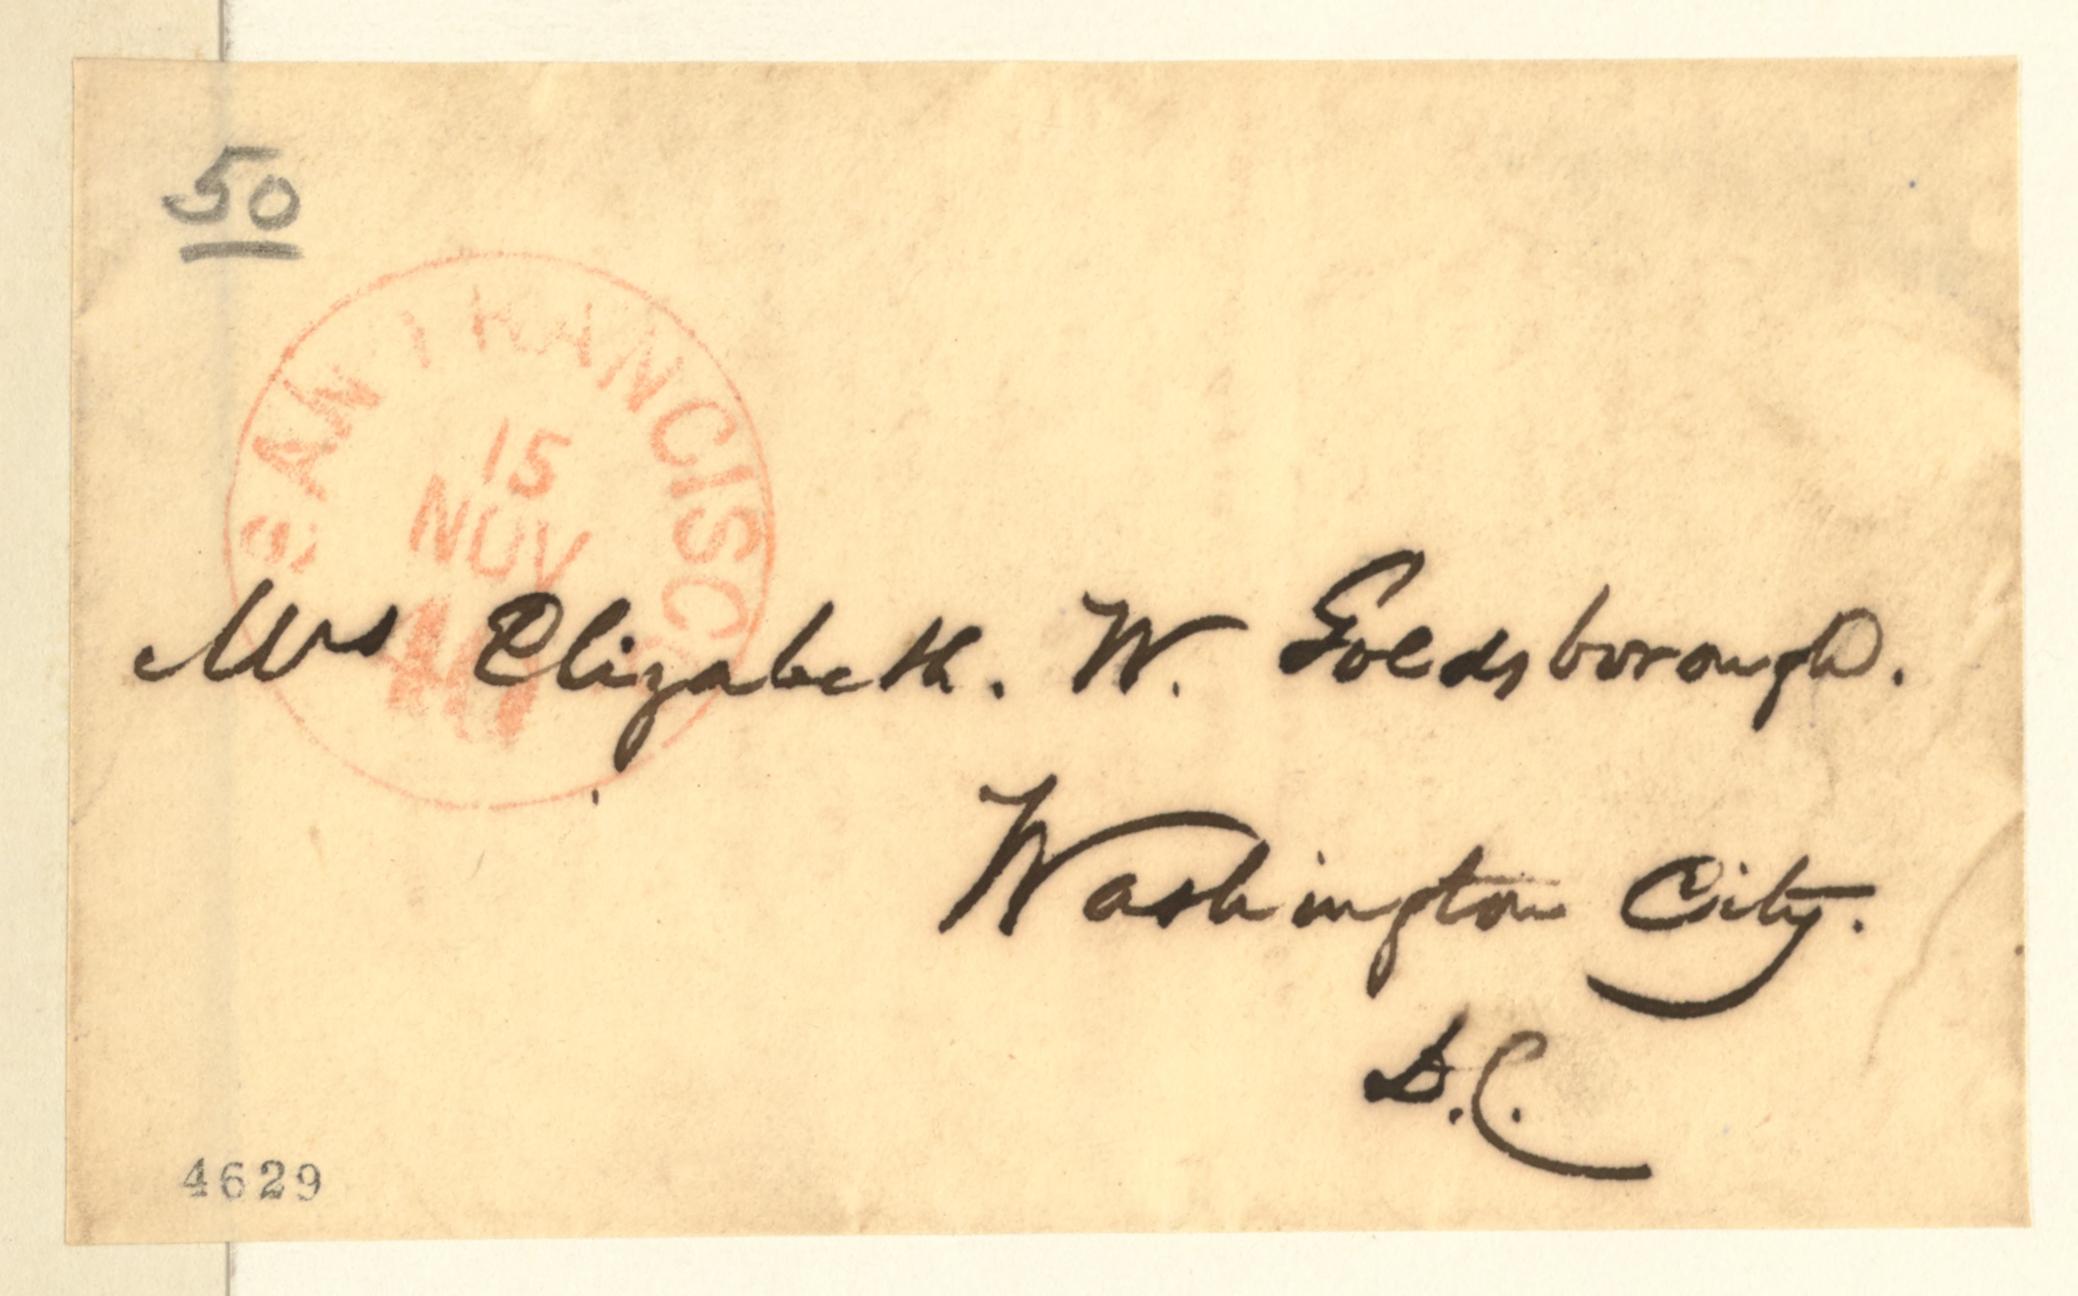 50
SAN FRANCISCO
15
NOV
40
Mrs Elizabeth. W. Goldsborough.
Washington City.
D.C.
4629